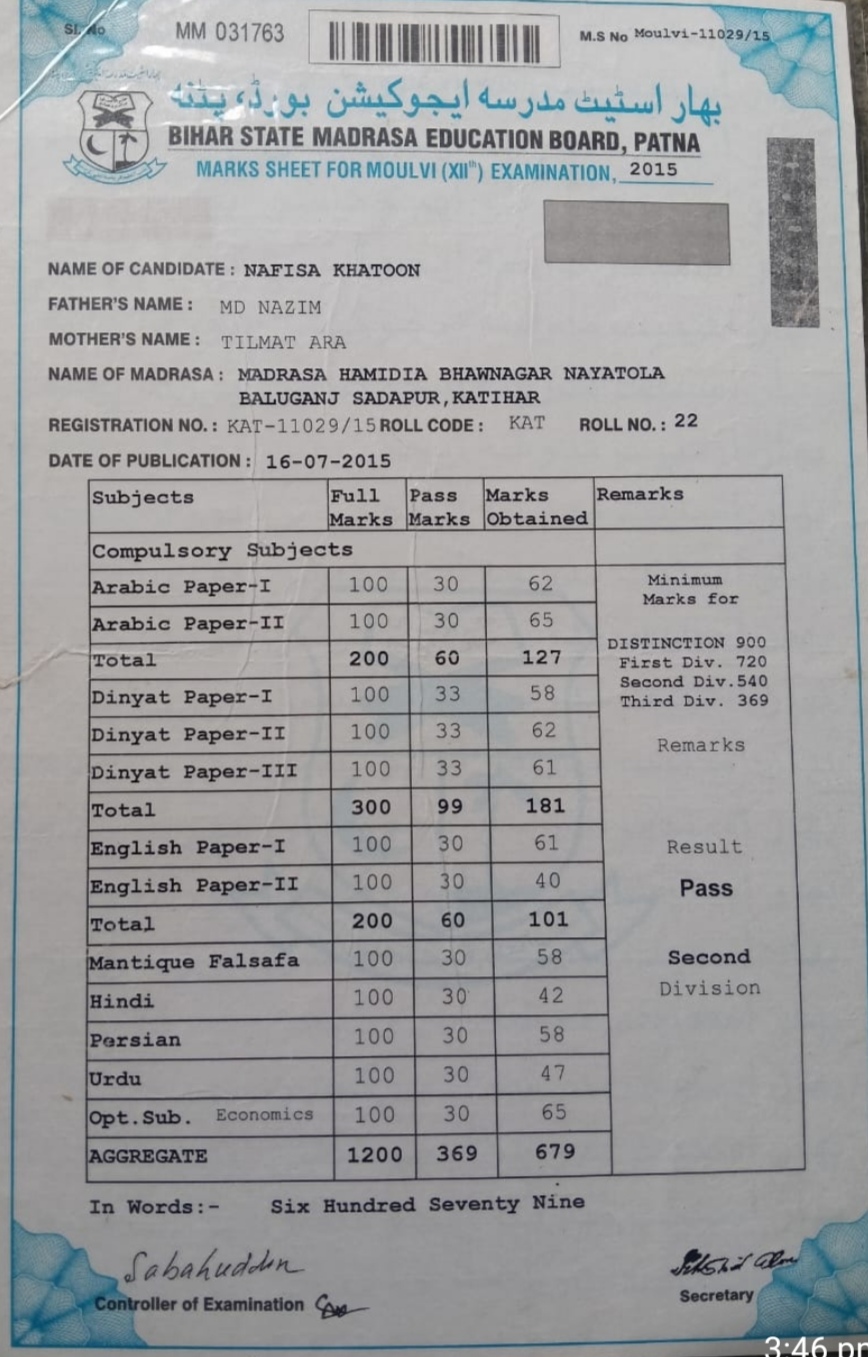 Sl. No MM 031763 M.S No Moulvi-11029/15
بهار اسٹیٹ مدرسہ ایجوکیشن بورڈ، پٹنہ
BIHAR STATE MADRASA EDUCATION BOARD, PATNA
MARKS SHEET FOR MOULVI (XIIth) EXAMINATION, 2015
NAME OF CANDIDATE : NAFISA KHATOON
FATHER'S NAME : MD NAZIM
MOTHER'S NAME : TILMAT ARA
NAME OF MADRASA : MADRASA HAMIDIA BHAWNAGAR NAYATOLA
BALUGANJ SADAPUR,KATIHAR
REGISTRATION NO. : KAT-11029/15 ROLL CODE : KAT ROLL NO. : 22
DATE OF PUBLICATION : 16-07-2015
Subjects Full Marks Pass Marks Marks Obtained Remarks
Compulsory Subjects
Arabic Paper-I 100 30 62
Arabic Paper-II 100 30 65
Total 200 60 127
Dinyat Paper-I 100 33 58
Dinyat Paper-II 100 33 62
Dinyat Paper-III 100 33 61
Total 300 99 181
English Paper-I 100 30 61
English Paper-II 100 30 40
Total 200 60 101
Mantique Falsafa 100 30 58
Hindi 100 30 42
Persian 100 30 58
Urdu 100 30 47
Opt.Sub. Economics 100 30 65
AGGREGATE 1200 369 679
Minimum
Marks for
DISTINCTION 900
First Div. 720
Second Div.540
Third Div. 369
Remarks
Result
Pass
Second
Division
In Words:- Six Hundred Seventy Nine
Sabahuddin
Controller of Examination
Secretary
3:46 pm